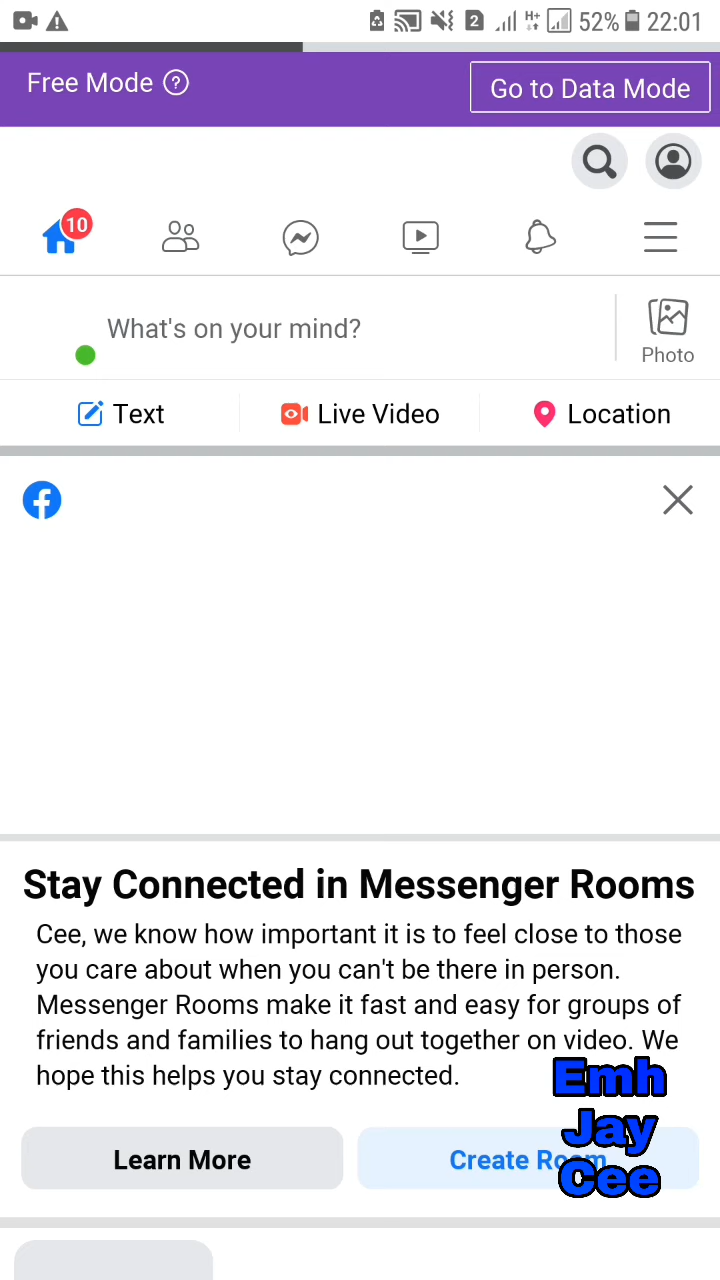 2 H+ 52% 22:01
Free Mode ? Go to Data Mode
10
What's on your mind?
Photo
Text Live Video Location
Stay Connected in Messenger Rooms
Cee, we know how important it is to feel close to those
you care about when you can't be there in person.
Messenger Rooms make it fast and easy for groups of
friends and families to hang out together on video. We
hope this helps you stay connected.
Learn More Create Room
Emh
Jay
Cee